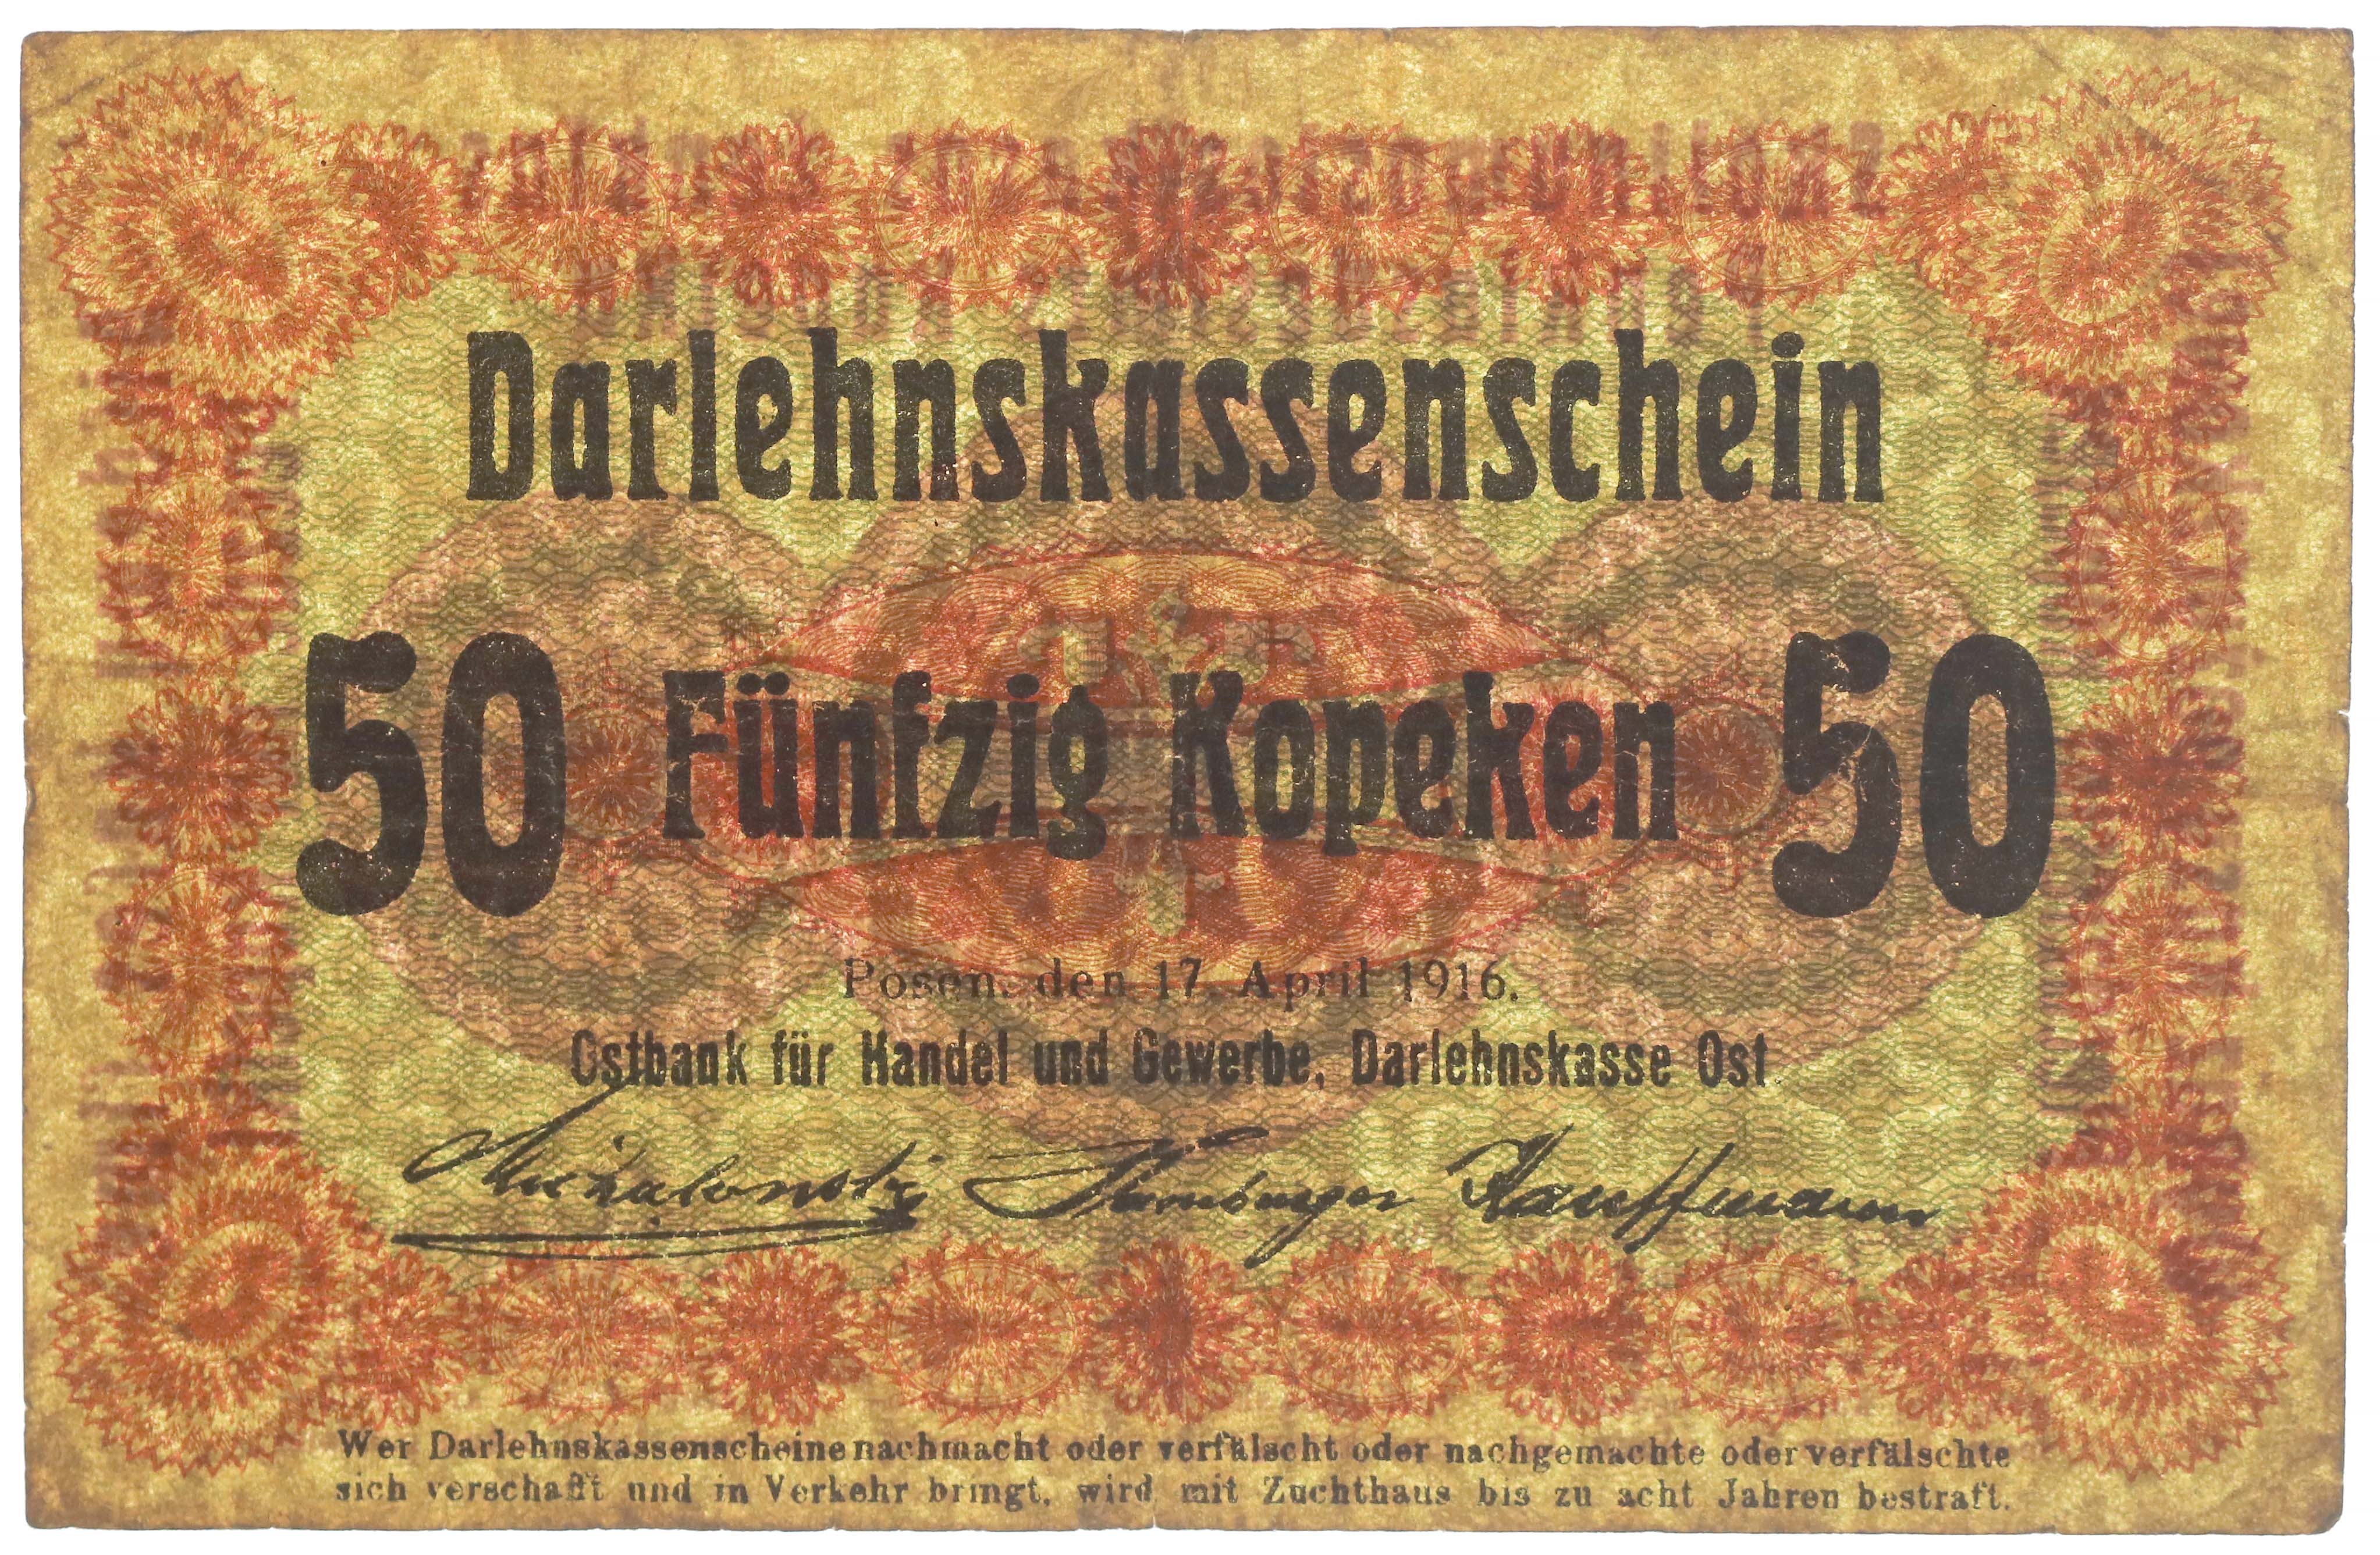 Darlehnskassenschein
50 Fünfzig Kopeken 50
Posen, den 17. April 1916.
Ostbank für Handel und Gewerbe, Darlehnskasse Ost
Kauffmann
Wer Darlehnskassenscheine nachmacht oder verfälscht oder nachgemachte oder verfälschte
sich verschafft und in Verkehr bringt, wird mit Zuchthaus bis zu acht Jahren bestraft.